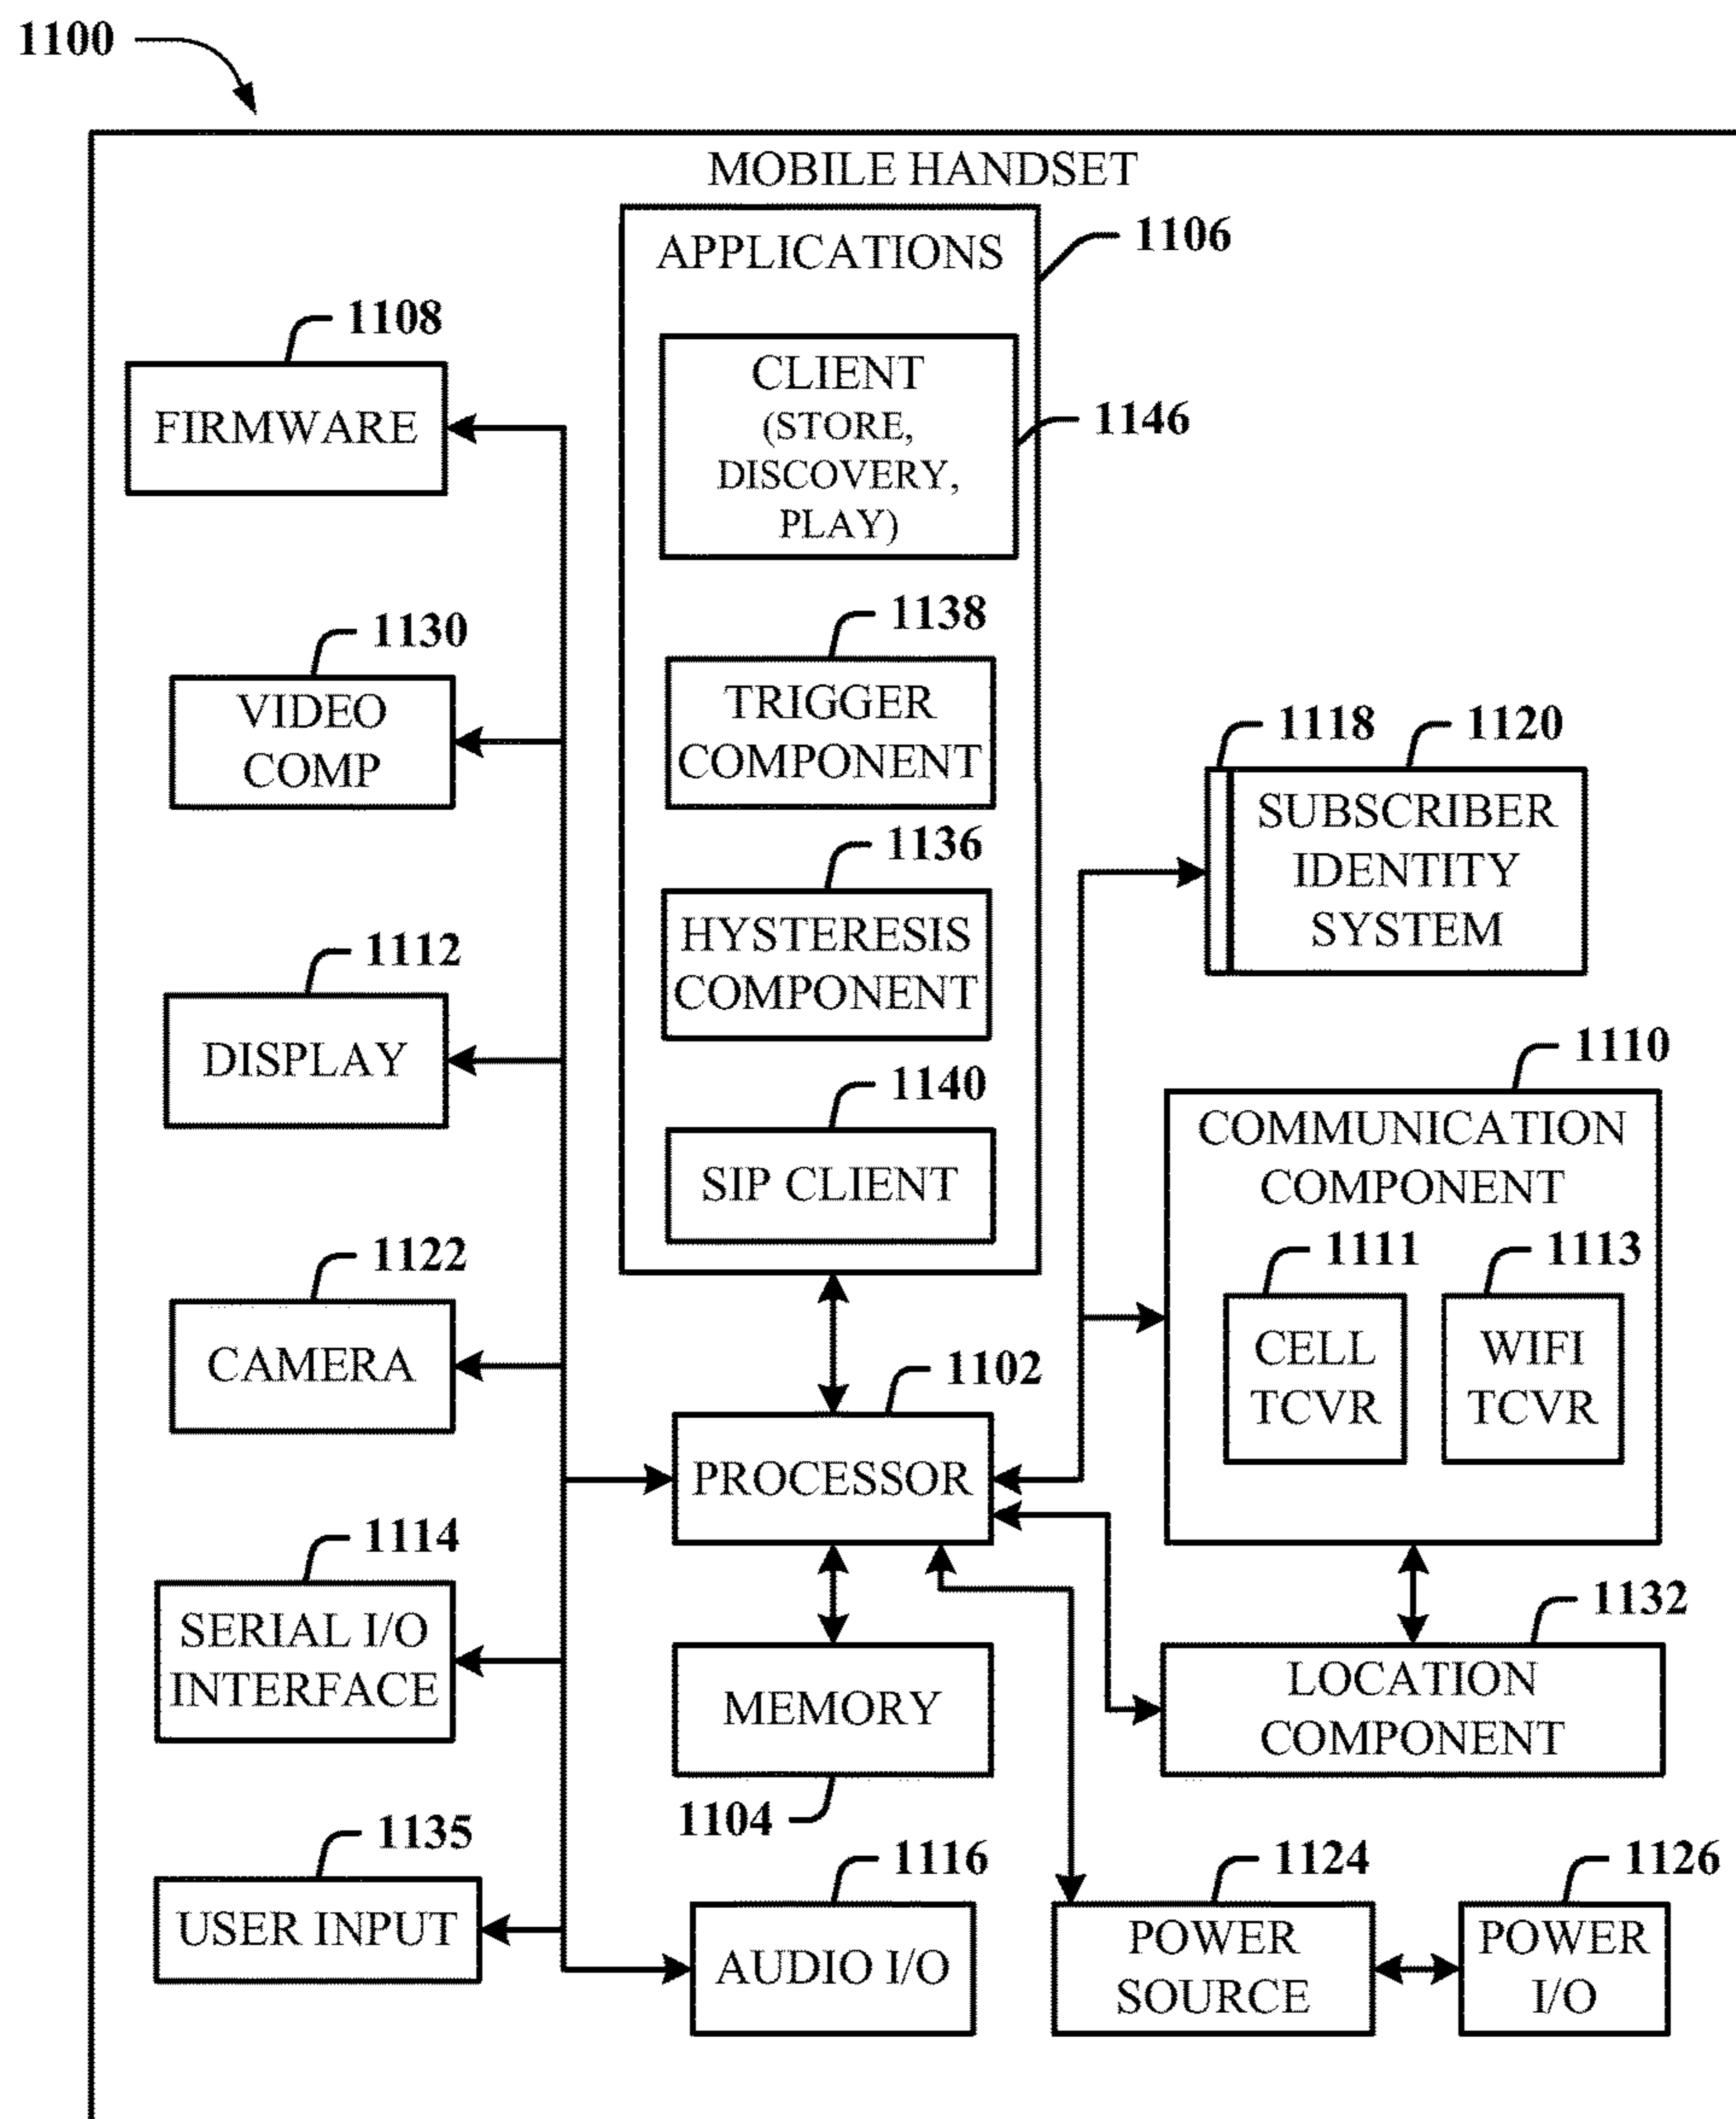 1100
MOBILE HANDSET
APPLICATIONS
1106
1108
FIRMWARE
CLIENT
(STORE,
DISCOVERY,
PLAY)
1146
1130
VIDEO
COMP
1138
TRIGGER
COMPONENT
1118
1120
SUBSCRIBER
IDENTITY
SYSTEM
1136
HYSTERESIS
COMPONENT
1112
DISPLAY
1140
SIP CLIENT
1110
COMMUNICATION
COMPONENT
1111
CELL
TCVR
1113
WIFI
TCVR
1122
CAMERA
1102
PROCESSOR
1114
SERIAL I/O
INTERFACE
MEMORY
1104
1132
LOCATION
COMPONENT
1135
USER INPUT
1116
AUDIO I/O
1124
POWER
SOURCE
1126
POWER
I/O